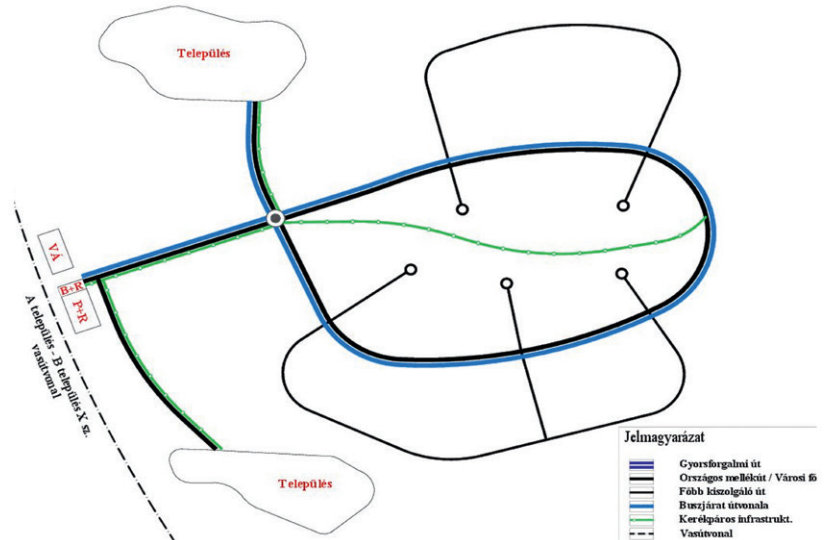 Település
VÁ
B+R
P+R
A település - B település X sz.
vasútvonal
Település
Jelmagyarázat
Gyorsforgalmi út
Országos mellékút / Városi fő
Főbb kiszolgáló út
Buszjárat útvonala
Kerékpáros infrastrukt.
Vasútvonal